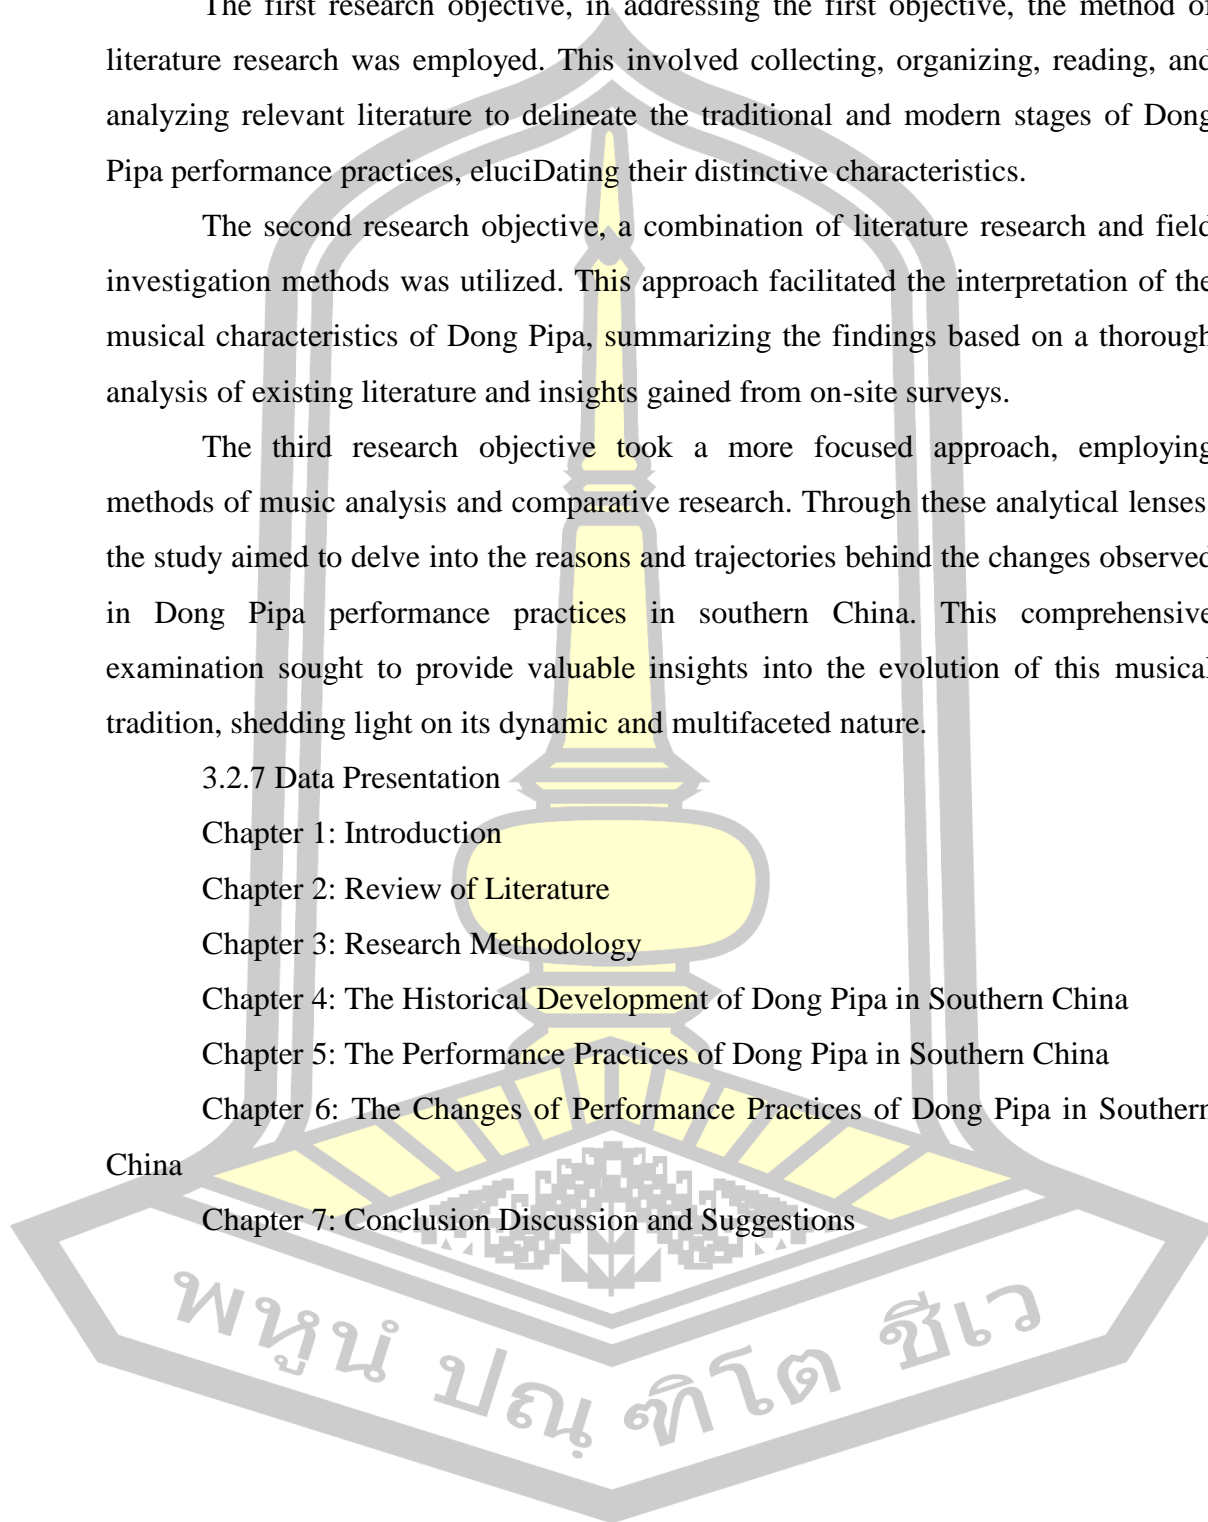 The first research objective, in addressing the first objective, the method of
literature research was employed. This involved collecting, organizing, reading, and
analyzing relevant literature to delineate the traditional and modern stages of Dong
Pipa performance practices, eluciDating their distinctive characteristics.
The second research objective, a combination of literature research and field
investigation methods was utilized. This approach facilitated the interpretation of the
musical characteristics of Dong Pipa, summarizing the findings based on a thorough
analysis of existing literature and insights gained from on-site surveys.
The third research objective took a more focused approach, employing
methods of music analysis and comparative research. Through these analytical lenses,
the study aimed to delve into the reasons and trajectories behind the changes observed
in Dong Pipa performance practices in southern China. This comprehensive
examination sought to provide valuable insights into the evolution of this musical
tradition, shedding light on its dynamic and multifaceted nature.
3.2.7 Data Presentation
Chapter 1: Introduction
Chapter 2: Review of Literature
Chapter 3: Research Methodology
Chapter 4: The Historical Development of Dong Pipa in Southern China
Chapter 5: The Performance Practices of Dong Pipa in Southern China
Chapter 6: The Changes of Performance Practices of Dong Pipa in Southern
China
Chapter 7: Conclusion Discussion and Suggestions
พหูนํ ปณฺฑิโต ชีเว